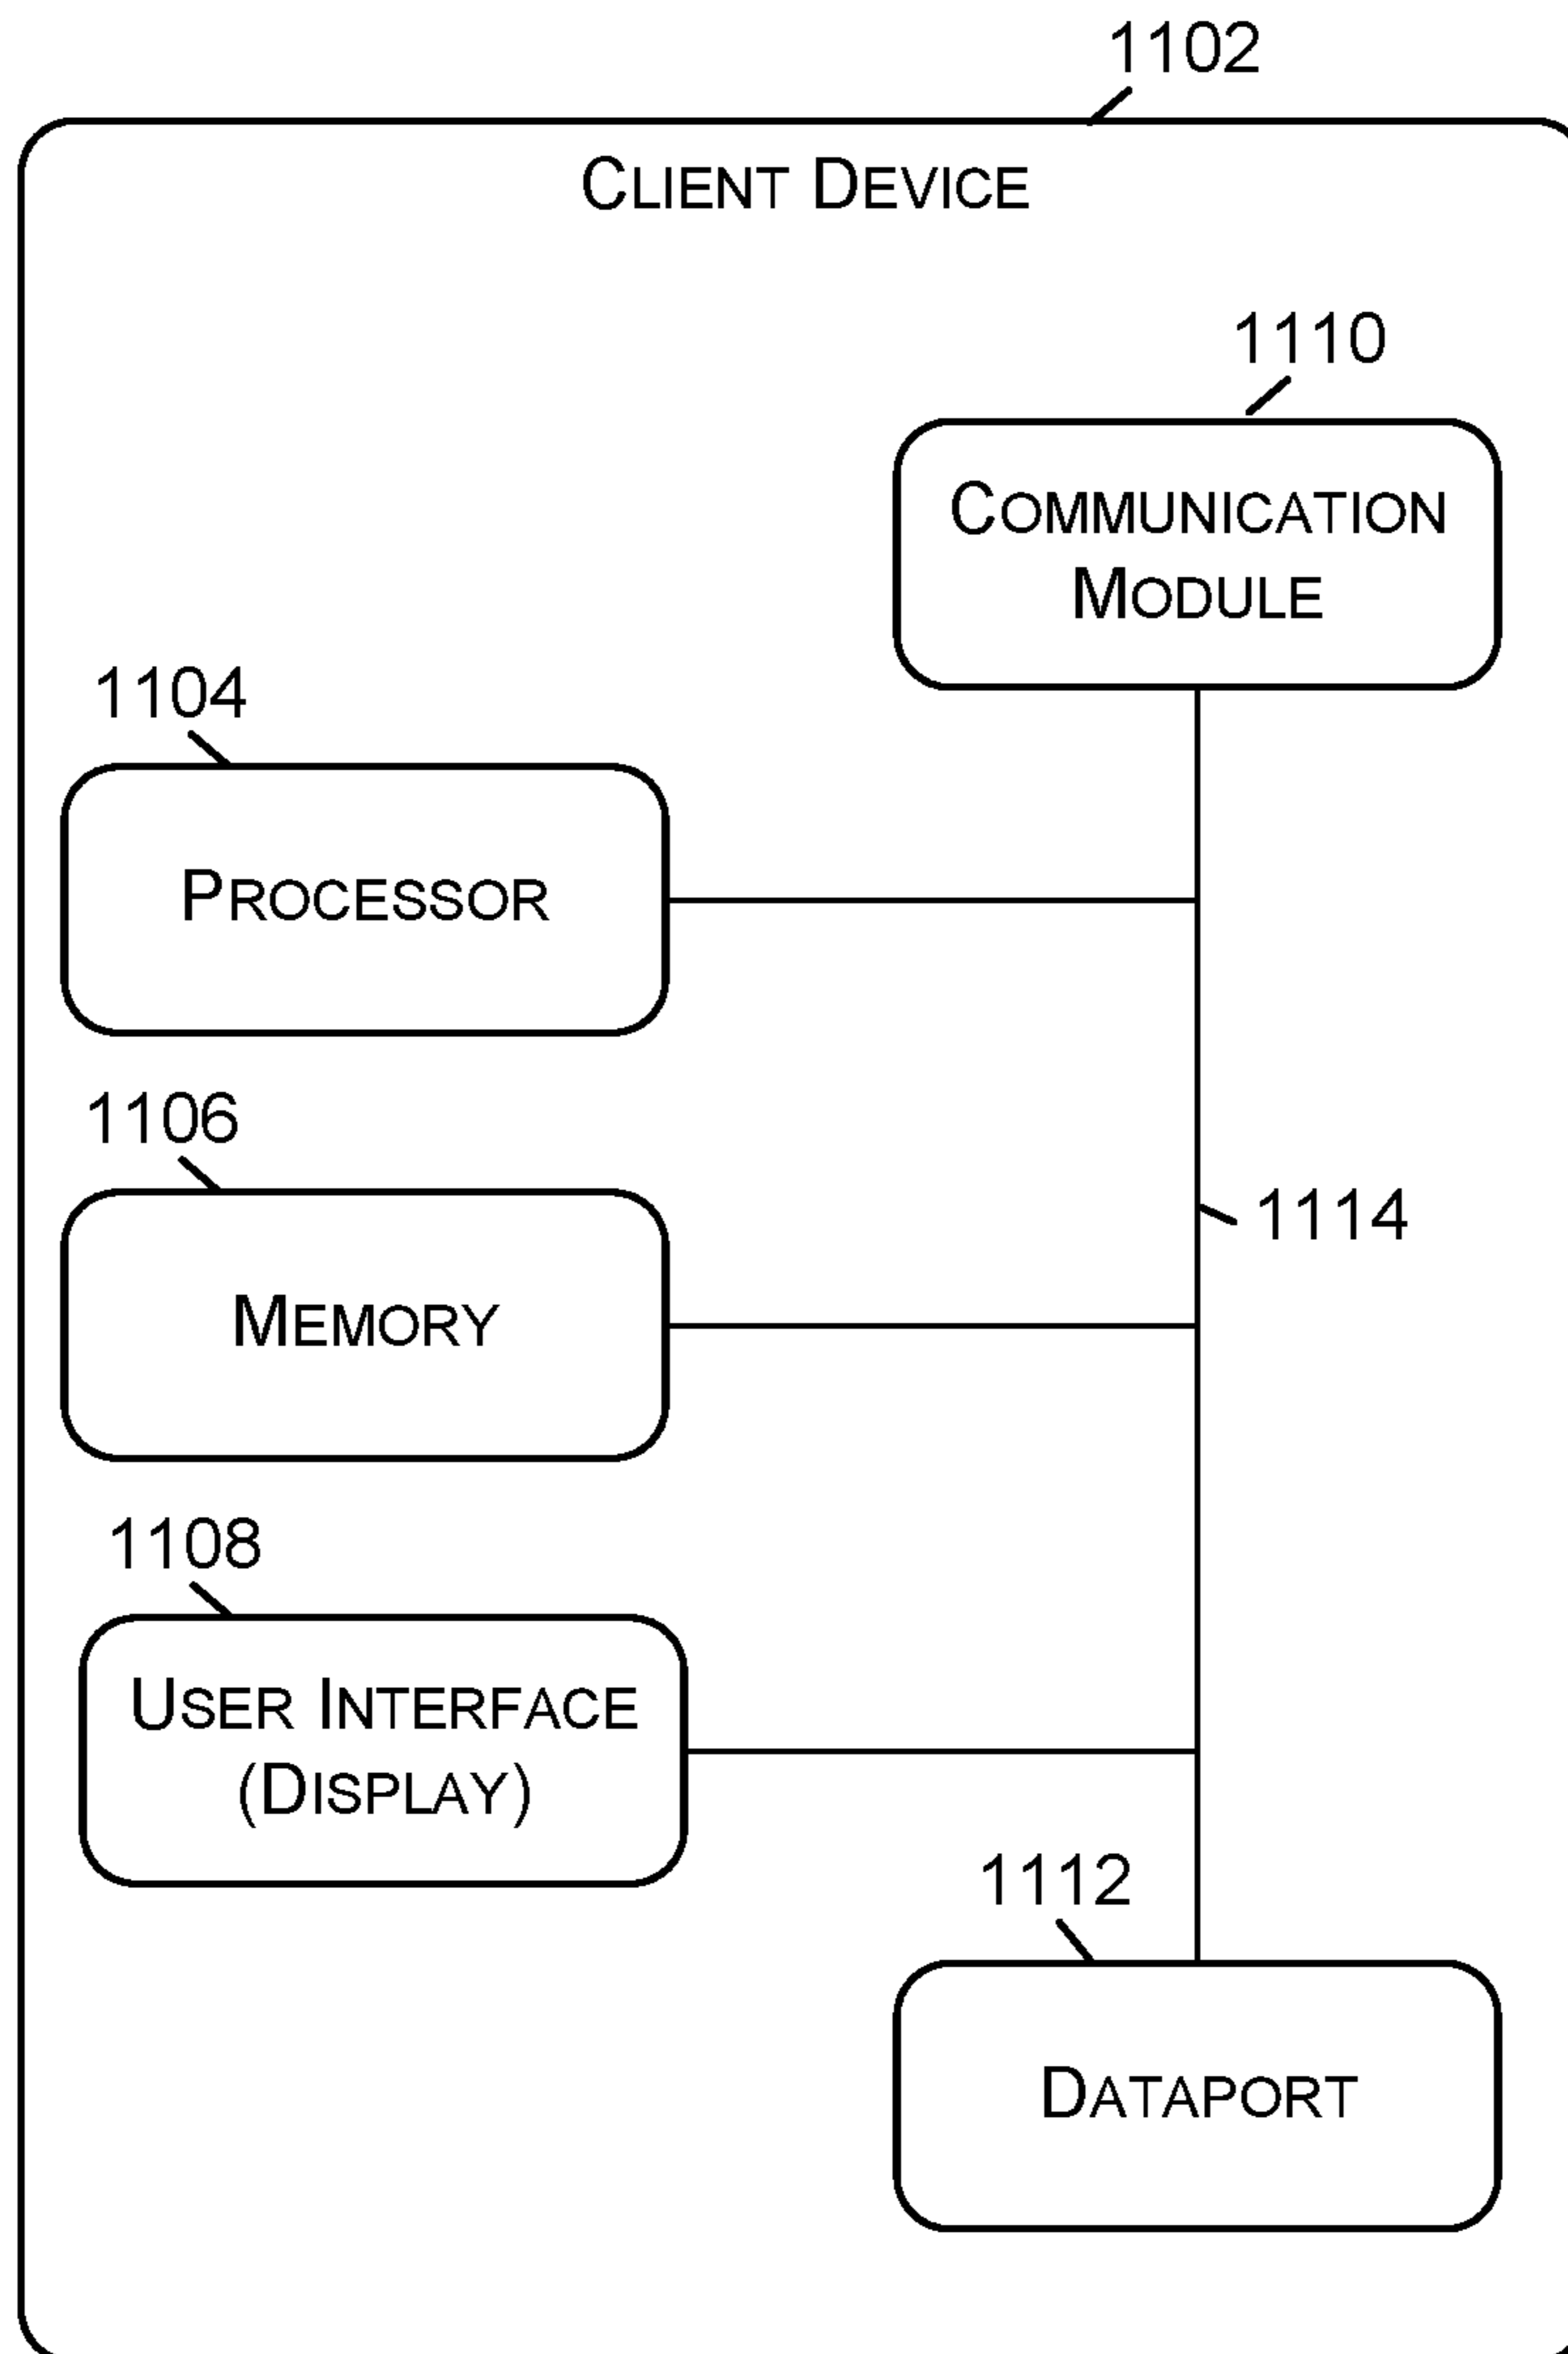 1102
CLIENT DEVICE
1110
COMMUNICATION
MODULE
1104
PROCESSOR
1106
1114
MEMORY
1108
USER INTERFACE
(DISPLAY)
1112
DATAPORT